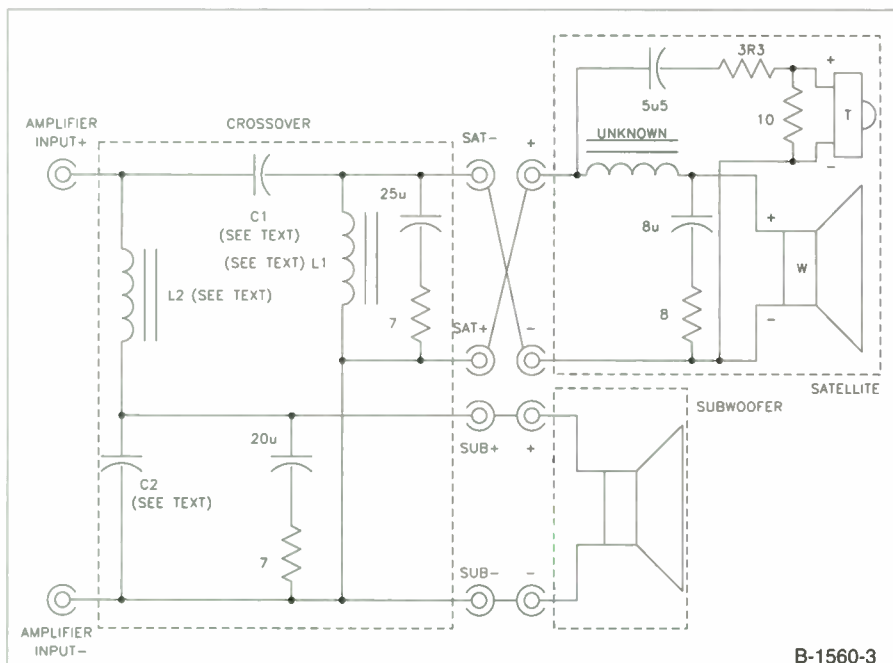 AMPLIFIER
INPUT+
CROSSOVER
C1
(SEE TEXT)
(SEE TEXT) L1
25u
7
L2 (SEE TEXT)
C2
(SEE TEXT)
20u
7
AMPLIFIER
INPUT-
SAT-
+
SAT+
-
SUB+
+
SUB-
-
5u5
3R3
10
+
T
-
UNKNOWN
8u
8
+
W
-
SATELLITE
SUBWOOFER
B-1560-3